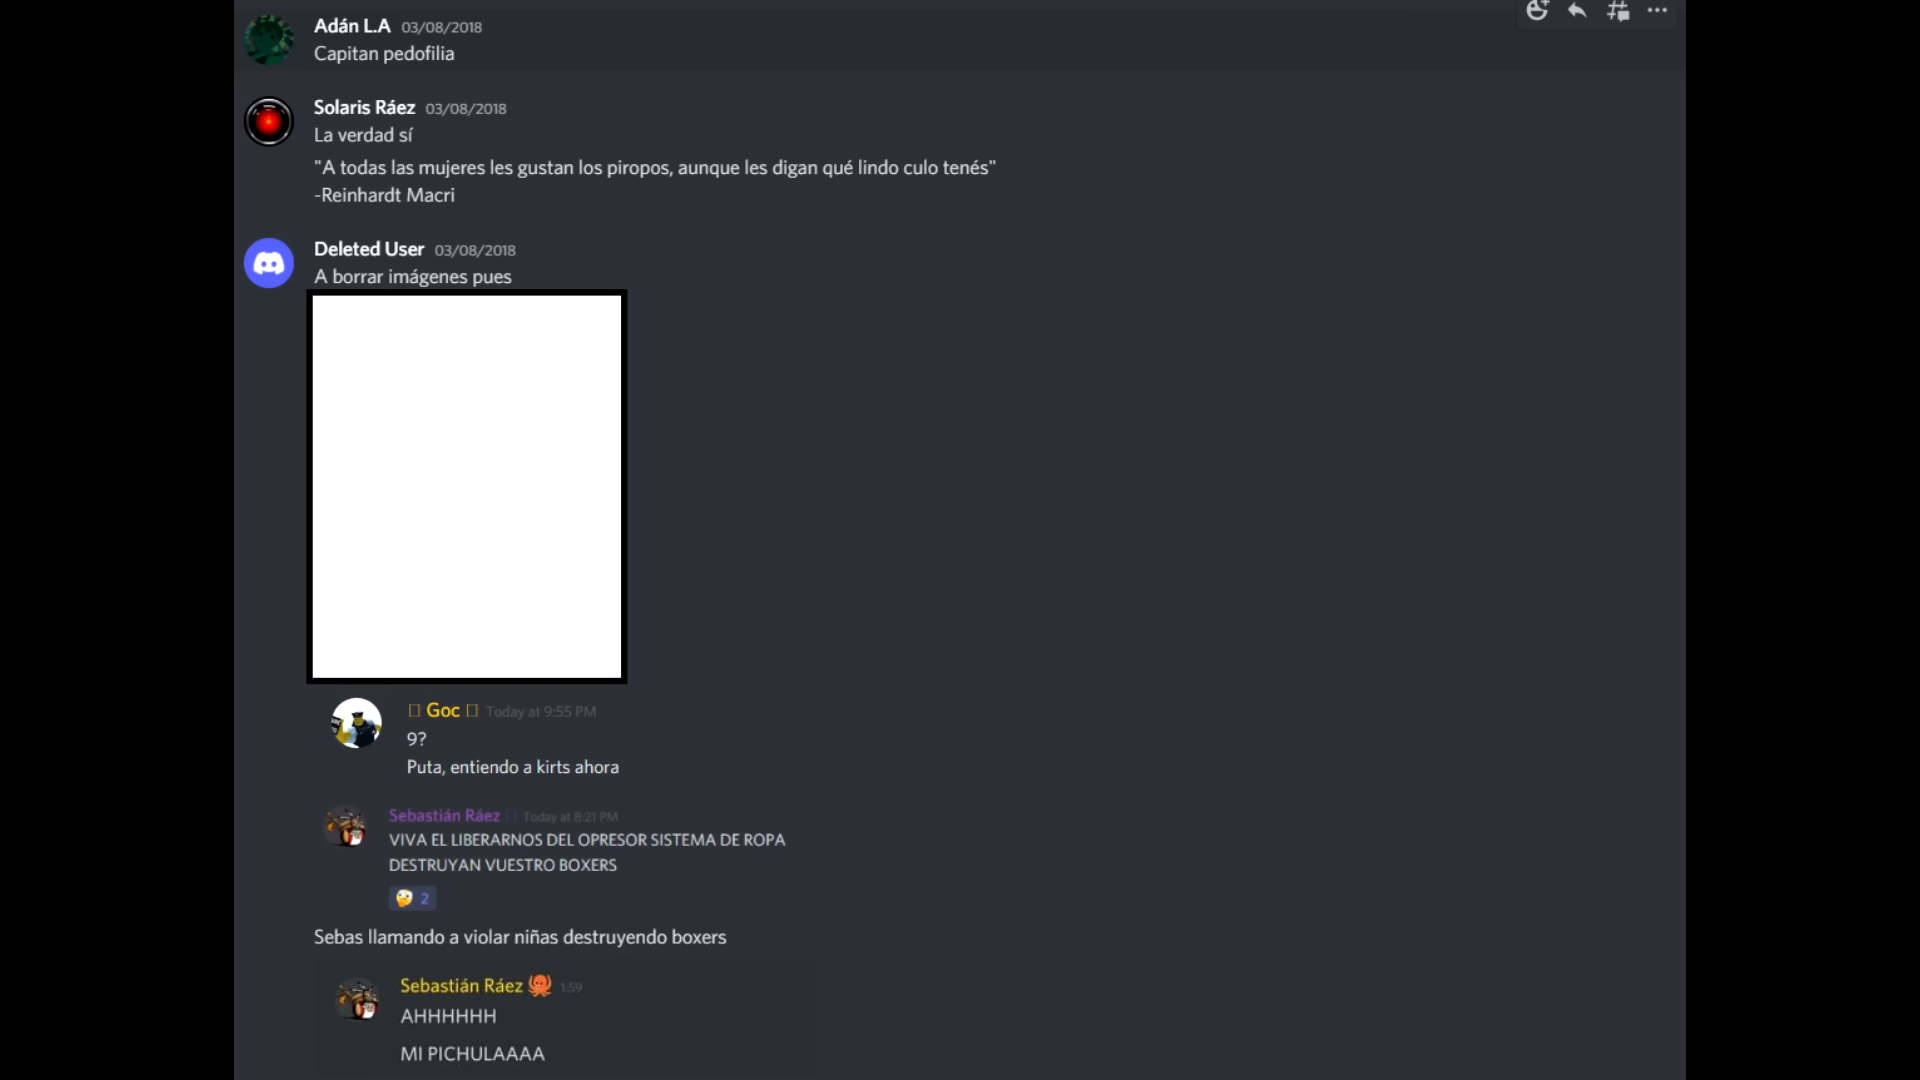 Adán L.A 03/08/2018
Capitan pedofilia
Solaris Ráez 03/08/2018
La verdad sí
"A todas las mujeres les gustan los piropos, aunque les digan qué lindo culo tenés"
-Reinhardt Macri
Deleted User 03/08/2018
A borrar imágenes pues
Goc Today at 9:55 PM
9?
Puta, entiendo a kirts ahora
Sebastián Ráez Today at 8:21 PM
VIVA EL LIBERARNOS DEL OPRESOR SISTEMA DE ROPA
DESTRUYAN VUESTRO BOXERS
2
Sebas llamando a violar niñas destruyendo boxers
Sebastián Ráez 1:59
AHHHHHH
MI PICHULAAAA